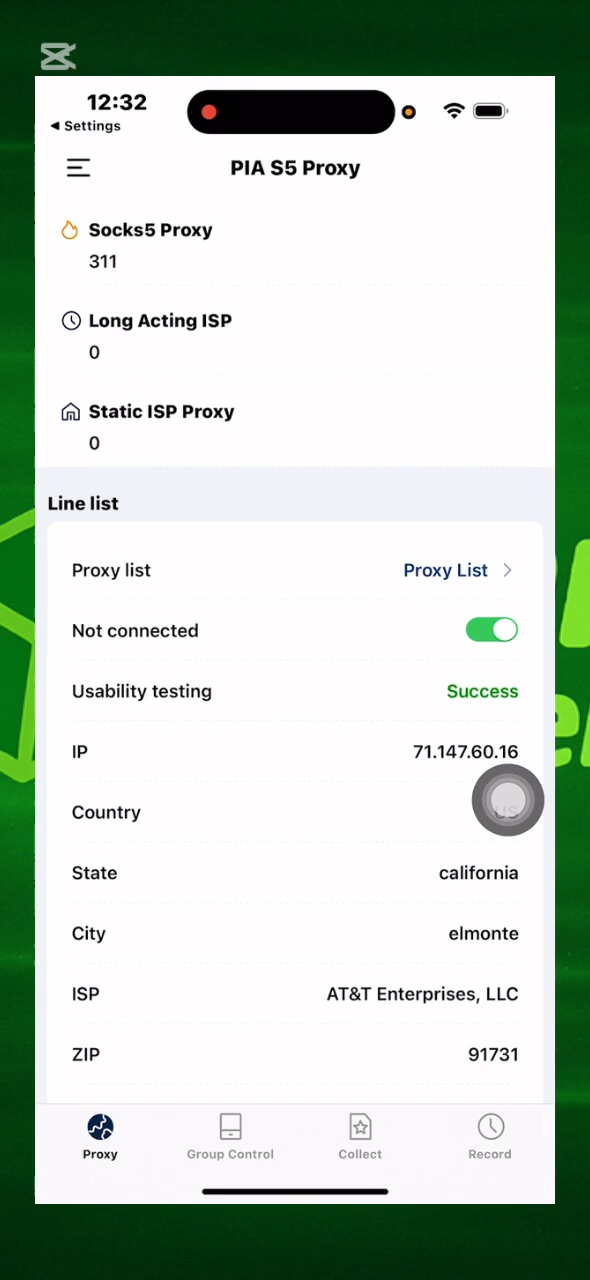 12:32
◀ Settings
PIA S5 Proxy
Socks5 Proxy
311
Long Acting ISP
0
Static ISP Proxy
0
Line list
Proxy list
Proxy List
Not connected
Usability testing
Success
IP
71.147.60.16
Country
US
State
california
City
elmonte
ISP
AT&T Enterprises, LLC
ZIP
91731
Proxy
Group Control
Collect
Record